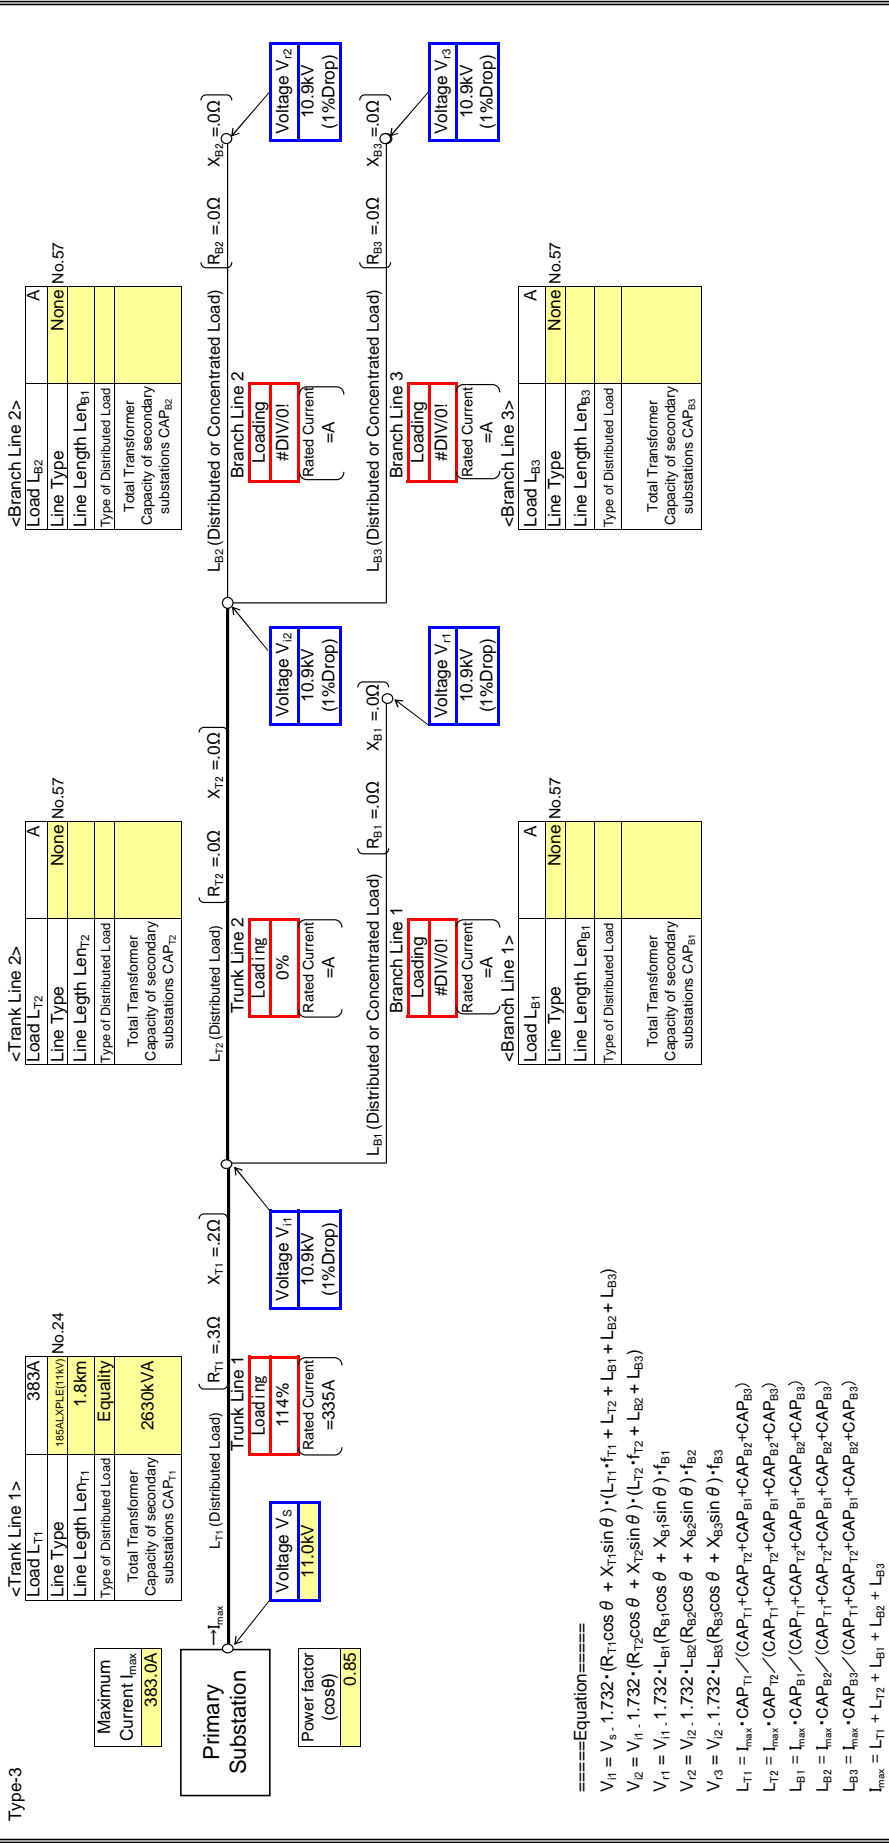 Type-3
Maximum
Current Imax
383.0A
Primary
Substation
Power factor
(cosθ)
0.85
→Imax
Voltage VS
11.0kV
<Trank Line 1>
Load LT1 383A
Line Type 185ALXPLE(11kV) No.24
Line Legth LenT1 1.8km
Type of Distributed Load Equality
Total Transformer
Capacity of secondary
substations CAPT1 2630kVA
LT1 (Distributed Load) RT1 =.3Ω XT1 =.2Ω
Trunk Line 1
Loading
114%
Rated Current
=335A
Voltage Vi1
10.9kV
(1%Drop)
<Trank Line 2>
Load LT2 A
Line Type None No.57
Line Legth LenT2
Type of Distributed Load
Total Transformer
Capacity of secondary
substations CAPT2
LT2 (Distributed Load) RT2 =.0Ω XT2 =.0Ω
Trunk Line 2
Loading
0%
Rated Current
=A
Voltage Vi2
10.9kV
(1%Drop)
LB1 (Distributed or Concentrated Load) RB1 =.0Ω XB1 =.0Ω
Branch Line 1
Loading
#DIV/0!
Rated Current
=A
Voltage Vr1
10.9kV
(1%Drop)
<Branch Line 1>
Load LB1 A
Line Type None No.57
Line Length LenB1
Type of Distributed Load
Total Transformer
Capacity of secondary
substations CAPB1
<Branch Line 2>
Load LB2 A
Line Type None No.57
Line Length LenB1
Type of Distributed Load
Total Transformer
Capacity of secondary
substations CAPB2
LB2 (Distributed or Concentrated Load) RB2 =.0Ω XB2 =.0Ω
Branch Line 2
Loading
#DIV/0!
Rated Current
=A
Voltage Vr2
10.9kV
(1%Drop)
LB3 (Distributed or Concentrated Load) RB3 =.0Ω XB3 =.0Ω
Branch Line 3
Loading
#DIV/0!
Rated Current
=A
Voltage Vr3
10.9kV
(1%Drop)
<Branch Line 3>
Load LB3 A
Line Type None No.57
Line Length LenB3
Type of Distributed Load
Total Transformer
Capacity of secondary
substations CAPB3
=====Equation=====
Vi1 = Vs - 1.732・(RT1cosθ + XT1sinθ)・(LT1・fT1 + LT2 + LB1 + LB2 + LB3)
Vi2 = Vi1 - 1.732・(RT2cosθ + XT2sinθ)・(LT2・fT2 + LB2 + LB3)
Vr1 = Vi1 - 1.732・LB1(RB1cosθ + XB1sinθ)・fB1
Vr2 = Vi2 - 1.732・LB2(RB2cosθ + XB2sinθ)・fB2
Vr3 = Vi2 - 1.732・LB3(RB3cosθ + XB3sinθ)・fB3
LT1 = Imax・CAPT1/(CAPT1+CAPT2+CAPB1+CAPB2+CAPB3)
LT2 = Imax・CAPT2/(CAPT1+CAPT2+CAPB1+CAPB2+CAPB3)
LB1 = Imax・CAPB1/(CAPT1+CAPT2+CAPB1+CAPB2+CAPB3)
LB2 = Imax・CAPB2/(CAPT1+CAPT2+CAPB1+CAPB2+CAPB3)
LB3 = Imax・CAPB3/(CAPT1+CAPT2+CAPB1+CAPB2+CAPB3)
Imax = LT1 + LT2 + LB1 + LB2 + LB3